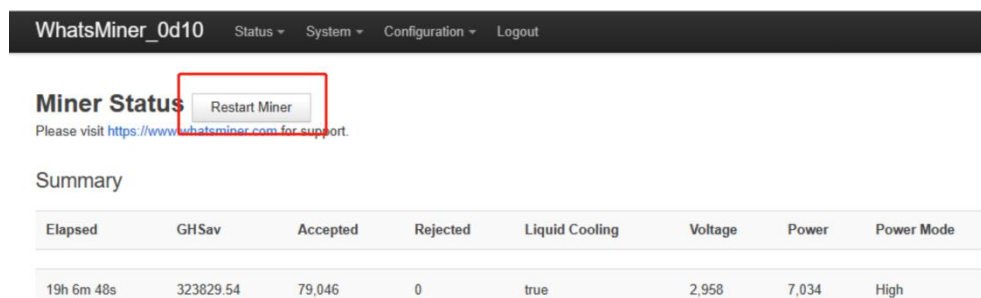 WhatsMiner_0d10 Status System Configuration Logout
Miner Status Restart Miner
Please visit https://www.whatsminer.com for support.
Summary
Elapsed GHSav Accepted Rejected Liquid Cooling Voltage Power Power Mode
19h 6m 48s 323829.54 79,046 0 true 2,958 7,034 High